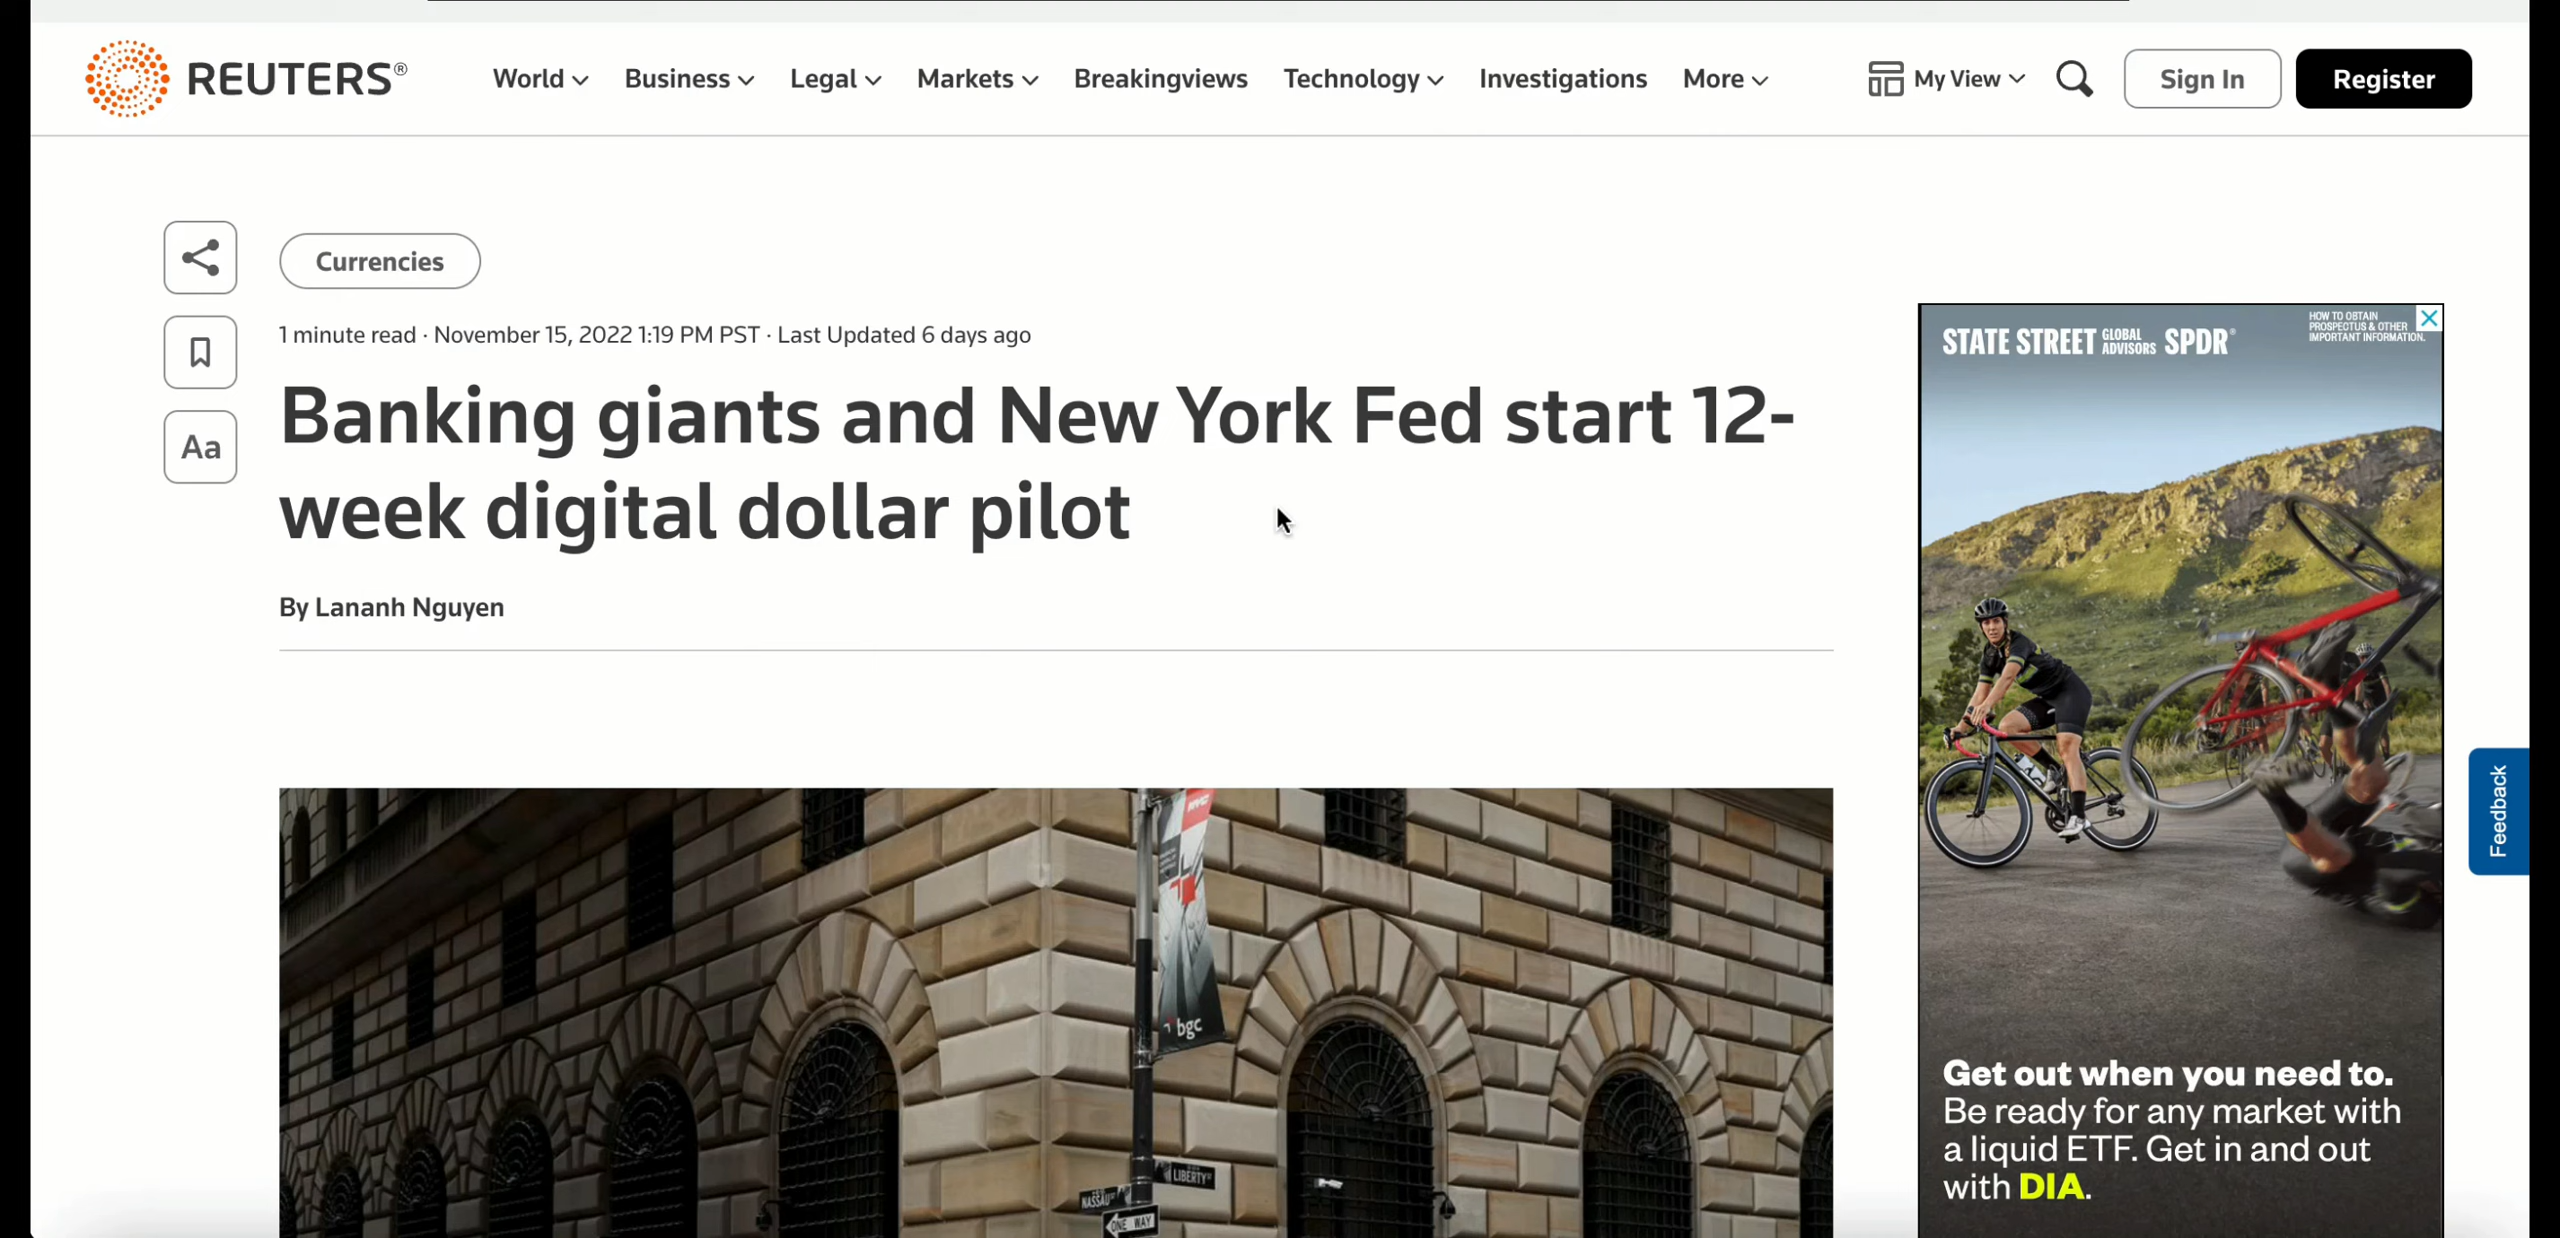 REUTERS®
World
Business
Legal
Markets
Breakingviews
Technology
Investigations
More
My View
Sign In
Register
Currencies
1 minute read · November 15, 2022 1:19 PM PST · Last Updated 6 days ago
Banking giants and New York Fed start 12-
week digital dollar pilot
By Lananh Nguyen
Aa
STATE STREET GLOBAL ADVISORS SPDR®
HOW TO OBTAIN
PROSPECTUS & OTHER
IMPORTANT INFORMATION.
Get out when you need to.
Be ready for any market with
a liquid ETF. Get in and out
with DIA.
Feedback
NYC
bgc
LIBERTY ST
NASSAU ST
ONE WAY